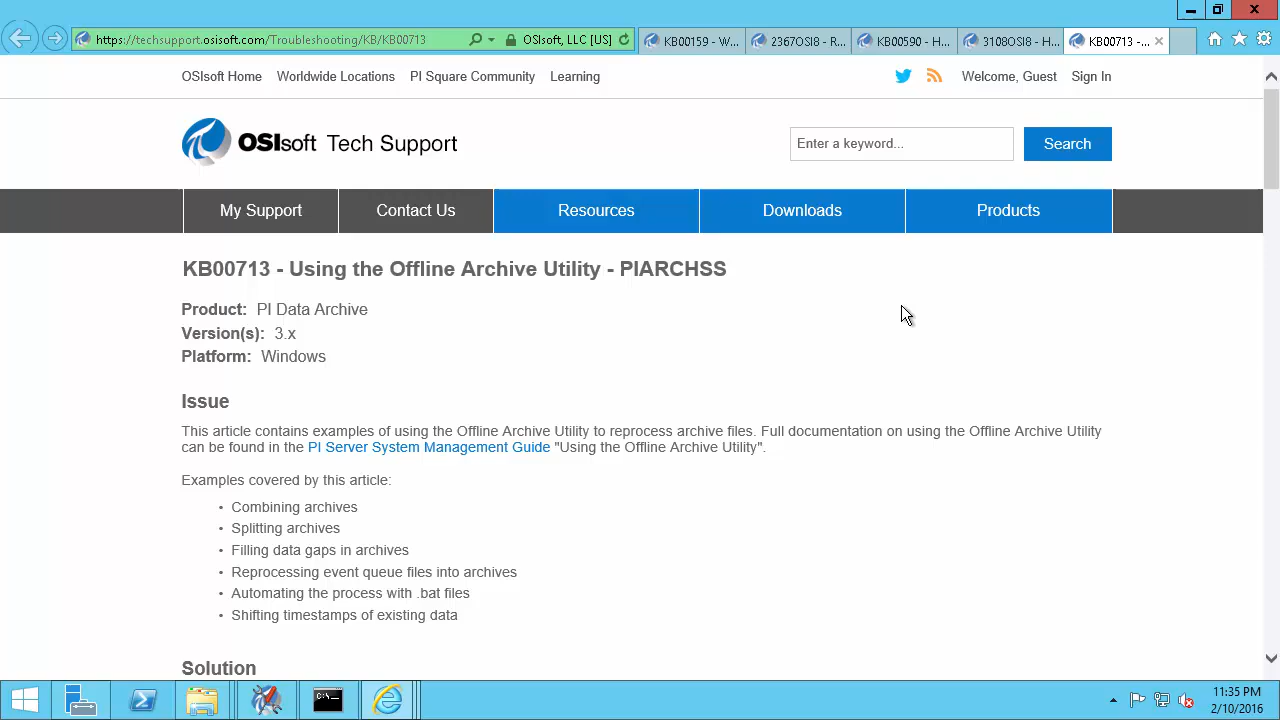 https://techsupport.osisoft.com/Troubleshooting/KB/KB00713
OSIsoft, LLC [US]
KB00159 - W...
2367OSI8 - R...
KB00590 - H...
3108OSI8 - H...
KB00713 -...
OSIsoft Home
Worldwide Locations
PI Square Community
Learning
Welcome, Guest
Sign In
OSIsoft Tech Support
Enter a keyword...
Search
My Support
Contact Us
Resources
Downloads
Products
KB00713 - Using the Offline Archive Utility - PIARCHSS
Product: PI Data Archive
Version(s): 3.x
Platform: Windows
Issue
This article contains examples of using the Offline Archive Utility to reprocess archive files. Full documentation on using the Offline Archive Utility
can be found in the PI Server System Management Guide "Using the Offline Archive Utility".
Examples covered by this article:
• Combining archives
• Splitting archives
• Filling data gaps in archives
• Reprocessing event queue files into archives
• Automating the process with .bat files
• Shifting timestamps of existing data
Solution
11:35 PM
2/10/2016